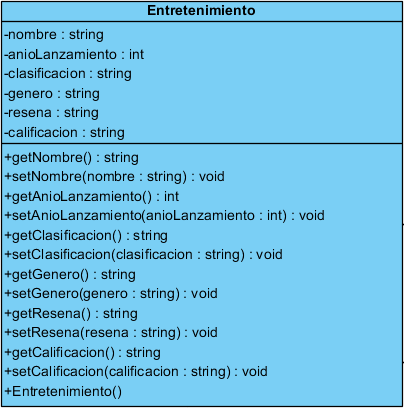 Entretenimiento
-nombre : string
-anioLanzamiento : int
-clasificacion : string
-genero : string
-resena : string
-calificacion : string
+getNombre() : string
+setNombre(nombre : string) : void
+getAnioLanzamiento() : int
+setAnioLanzamiento(anioLanzamiento : int) : void
+getClasificacion() : string
+setClasificacion(clasificacion : string) : void
+getGenero() : string
+setGenero(genero : string) : void
+getResena() : string
+setResena(resena : string) : void
+getCalificacion() : string
+setCalificacion(calificacion : string) : void
+Entretenimiento()